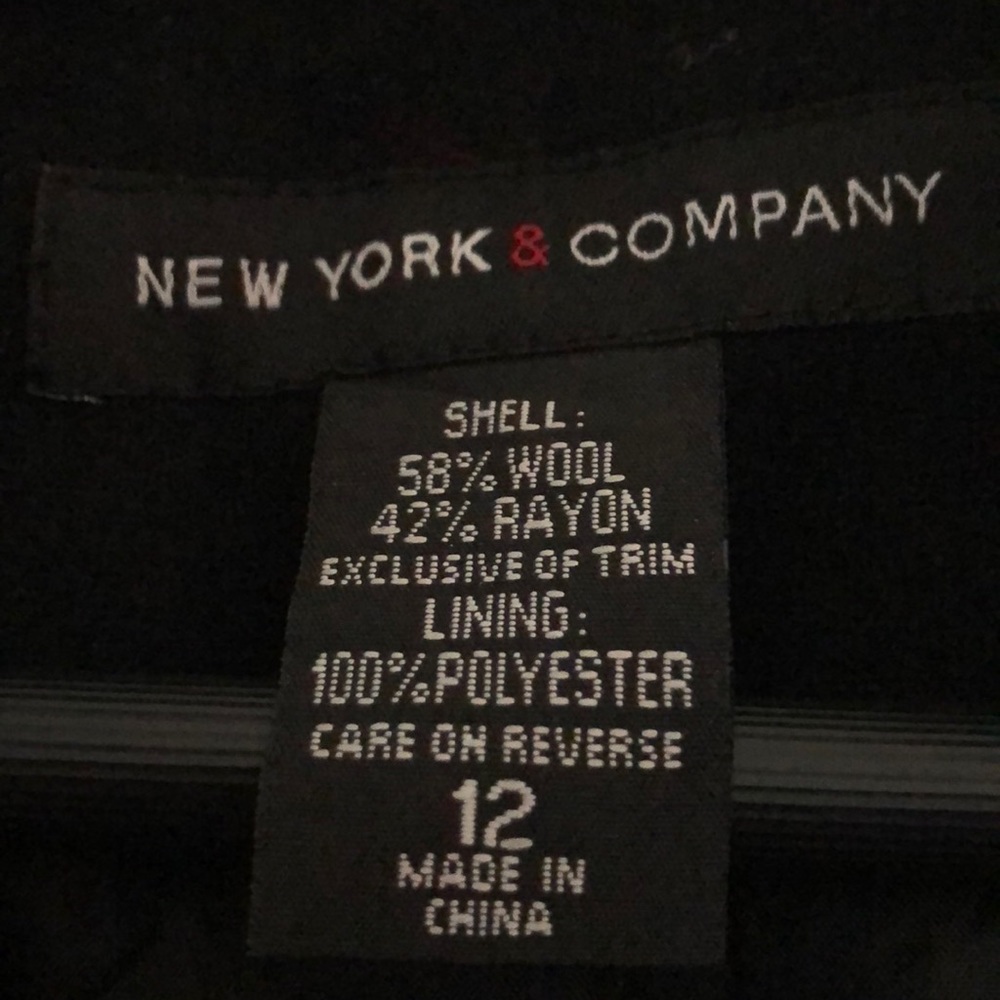 NEW YORK & COMPANY
SHELL:
58% WOOL
42% RAYON
EXCLUSIVE OF TRIM
LINING:
100% POLYESTER
CARE ON REVERSE
12
MADE IN
CHINA